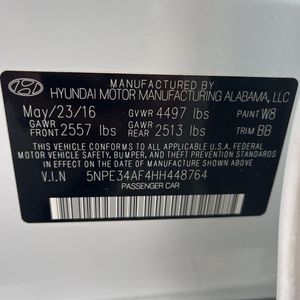 MANUFACTURED BY
HYUNDAI MOTOR MANUFACTURING ALABAMA, LLC
May/23/16 GVWR 4497 lbs PAINT W8
GAWR FRONT 2557 lbs GAWR REAR 2513 lbs TRIM BB
THIS VEHICLE CONFORMS TO ALL APPLICABLE U.S.A FEDERAL
MOTOR VEHICLE SAFETY, BUMPER, AND THEFT PREVENTION STANDARDS
IN EFFECT ON THE DATE OF MANUFACTURE SHOWN ABOVE.
V.I.N 5NPE34AF4HH448764
PASSENGER CAR